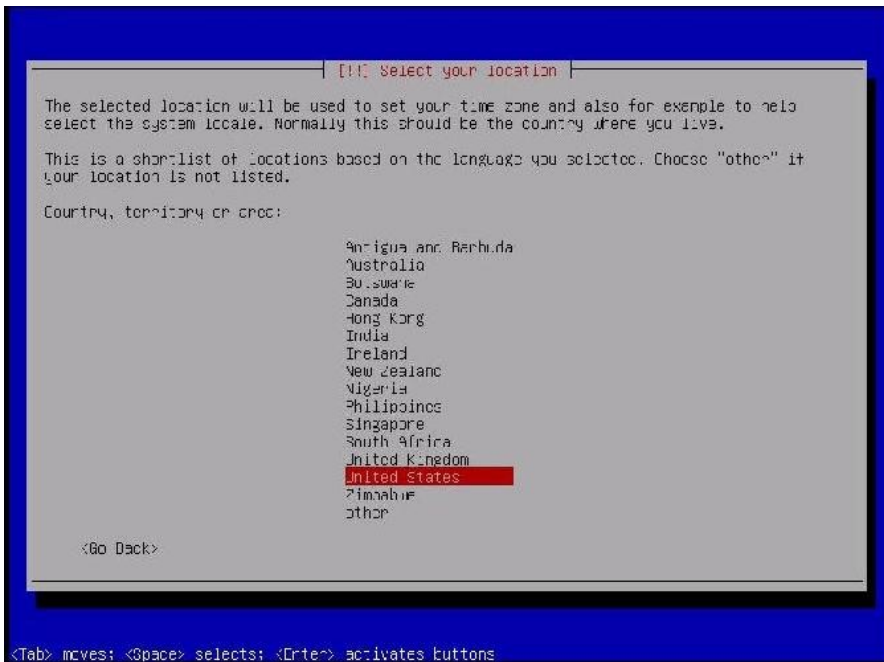 [!!] Select your location
The selected location will be used to set your time zone and also for example to help
select the system locale. Normally this should be the country where you live.
This is a shortlist of locations based on the language you selected. Choose "other" if
your location is not listed.
Country, territory or area:
Antigua and Barbuda
Australia
Botswana
Canada
Hong Kong
India
Ireland
New Zealand
Nigeria
Philippines
Singapore
South Africa
United Kingdom
United States
Zimbabwe
other
<Go Back>
<Tab> moves; <Space> selects; <Enter> activates buttons